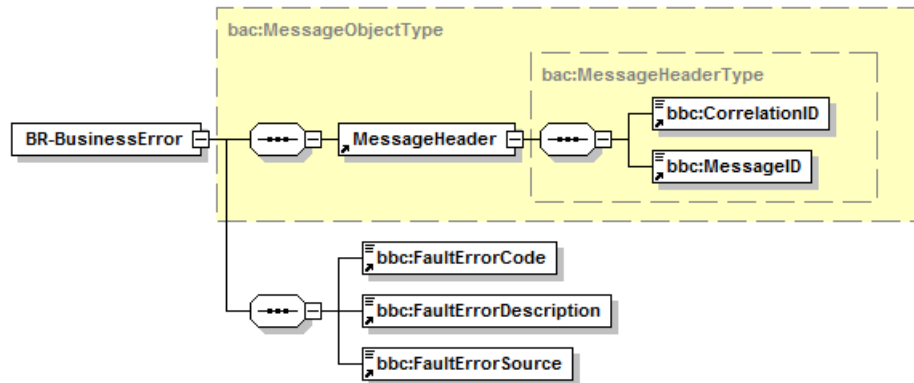 bac:MessageObjectType
bac:MessageHeaderType
bbc:CorrelationID
BR-BusinessError
MessageHeader
bbc:MessageID
bbc:FaultErrorCode
bbc:FaultErrorDescription
bbc:FaultErrorSource